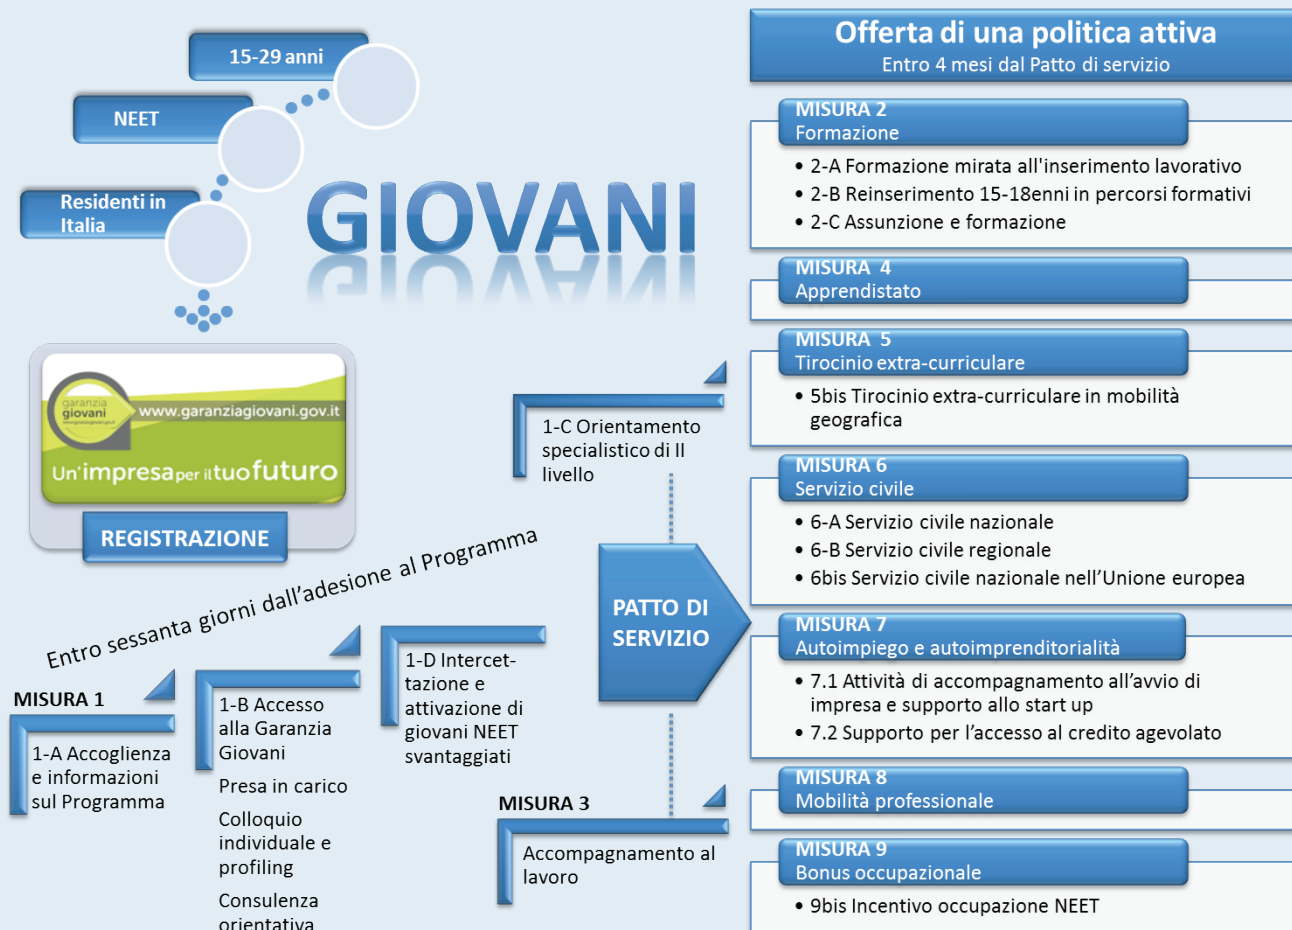 15-29 anni
NEET
Residenti in
Italia
GIOVANI
garanzia
giovani
www.garanziagiovani.gov.it
Un'impresa per il tuo futuro
REGISTRAZIONE
Entro sessanta giorni dall’adesione al Programma
MISURA 1
1-A Accoglienza
e informazioni
sul Programma
1-B Accesso
alla Garanzia
Giovani
Presa in carico
Colloquio
individuale e
profiling
Consulenza
orientativa
1-D Intercet-
tazione e
attivazione di
giovani NEET
svantaggiati
1-C Orientamento
specialistico di II
livello
PATTO DI
SERVIZIO
MISURA 3
Accompagnamento al
lavoro
Offerta di una politica attiva
Entro 4 mesi dal Patto di servizio
MISURA 2
Formazione
• 2-A Formazione mirata all'inserimento lavorativo
• 2-B Reinserimento 15-18enni in percorsi formativi
• 2-C Assunzione e formazione
MISURA 4
Apprendistato
MISURA 5
Tirocinio extra-curriculare
• 5bis Tirocinio extra-curriculare in mobilità
geografica
MISURA 6
Servizio civile
• 6-A Servizio civile nazionale
• 6-B Servizio civile regionale
• 6bis Servizio civile nazionale nell’Unione europea
MISURA 7
Autoimpiego e autoimprenditorialità
• 7.1 Attività di accompagnamento all’avvio di
impresa e supporto allo start up
• 7.2 Supporto per l’accesso al credito agevolato
MISURA 8
Mobilità professionale
MISURA 9
Bonus occupazionale
• 9bis Incentivo occupazione NEET